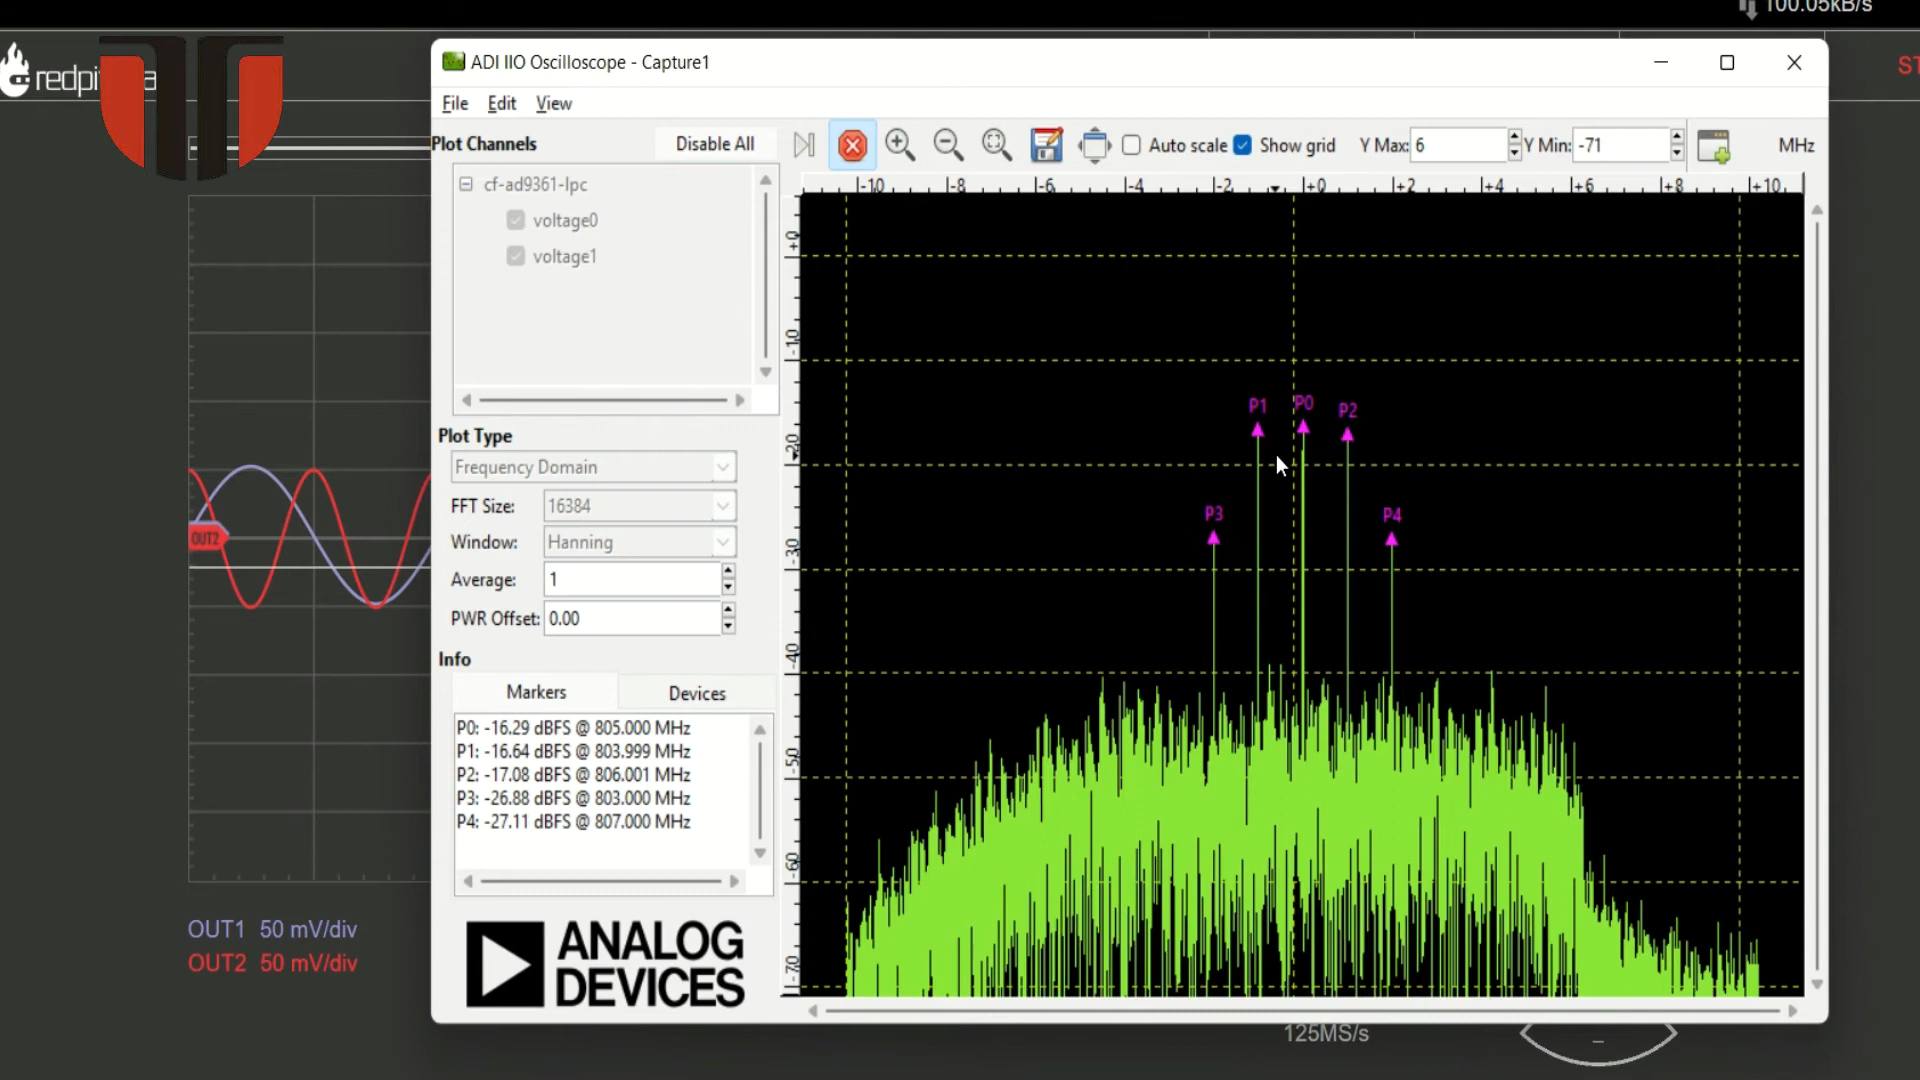 100.05kB/s
redpi a
ST
ADI IIO Oscilloscope - Capture1
File Edit View
Plot Channels Disable All
Auto scale Show grid Y Max: 6 Y Min: -71 MHz
cf-ad9361-lpc
voltage0
voltage1
-10 -8 -6 -4 -2 +0 +2 +4 +6 +8 +10
+0
-10
-20
-30
-40
-50
-60
-70
P1 P0 P2
P3 P4
Plot Type
Frequency Domain
FFT Size: 16384
Window: Hanning
Average: 1
PWR Offset: 0.00
Info
Markers Devices
P0: -16.29 dBFS @ 805.000 MHz
P1: -16.64 dBFS @ 803.999 MHz
P2: -17.08 dBFS @ 806.001 MHz
P3: -26.88 dBFS @ 803.000 MHz
P4: -27.11 dBFS @ 807.000 MHz
ANALOG
DEVICES
OUT2
OUT1 50 mV/div
OUT2 50 mV/div
125MS/s